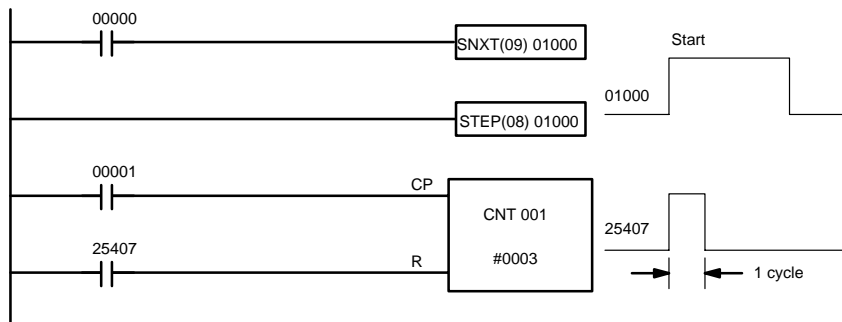 00000
SNXT(09) 01000
Start
01000
STEP(08) 01000
00001
CP
CNT 001
25407
25407
R
#0003
1 cycle